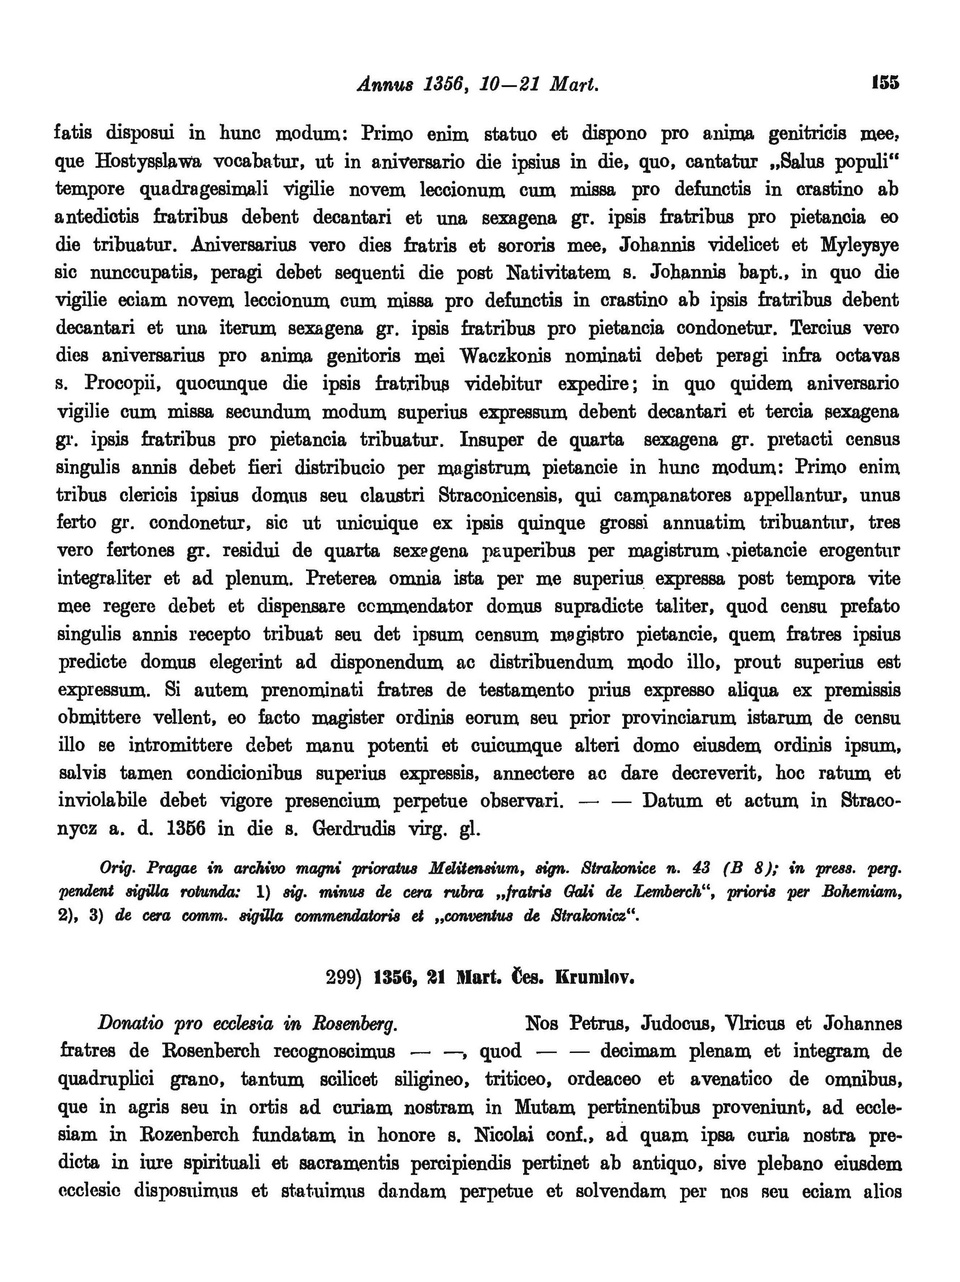 Annus 1356, 10—21 Mart. 155
fatis disposui in hunc modum: Primo enim statuo et dispono pro anima genitricis mee,
que Hostysslawa vocabatur, ut in aniversario die ipsius in die, quo, cantatur „Salus populi“
tempore quadragesimali vigilie novem leccionum cum missa pro defunctis in crastino ab
antedictis fratribus debent decantari et una sexagena gr. ipsis fratribus pro pietancia eo
die tribuatur. Aniversarius vero dies fratris et sororis mee, Johannis videlicet et Myleysye
sic nunccupatis, peragi debet sequenti die post Nativitatem s. Johannis bapt., in quo die
vigilie eciam novem leccionum cum missa pro defunctis in crastino ab ipsis fratribus debent
decantari et una iterum sexagena gr. ipsis fratribus pro pietancia condonetur. Tercius vero
dies aniversarius pro anima genitoris mei Waczkonis nominati debet peragi infra octavas
s. Procopii, quocunque die ipsis fratribus videbitur expedire; in quo quidem aniversario
vigilie cum missa secundum modum superius expressum debent decantari et tercia sexagena
gr. ipsis fratribus pro pietancia tribuatur. Insuper de quarta sexagena gr. pretacti census
singulis annis debet fieri distribucio per magistrum pietancie in hunc modum: Primo enim
tribus clericis ipsius domus seu claustri Straconicensis, qui campanatores appellantur, unus
ferto gr. condonetur, sic ut unicuique ex ipsis quinque grossi annuatim tribuantur, tres
vero fertones gr. residui de quarta sexagena pauperibus per magistrum pietancie erogentur
integraliter et ad plenum. Preterea omnia ista per me superius expressa post tempora vite
mee regere debet et dispensare commendator domus supradicte taliter, quod censu prefato
singulis annis recepto tribuat seu det ipsum censum magistro pietancie, quem fratres ipsius
predicte domus elegerint ad disponendum ac distribuendum modo illo, prout superius est
expressum. Si autem prenominati fratres de testamento prius expresso aliqua ex premissis
obmittere vellent, eo facto magister ordinis eorum seu prior provinciarum istarum de censu
illo se intromittere debet manu potenti et cuicumque alteri domo eiusdem ordinis ipsum,
salvis tamen condicionibus superius expressis, annectere ac dare decreverit, hoc ratum et
inviolabile debet vigore presencium perpetue observari. — — Datum et actum in Straco-
nycz a. d. 1356 in die s. Gerdrudis virg. gl.
Orig. Pragae in archivo magni prioratus Melitensium, sign. Strakonice n. 43 (B 8); in press. perg.
pendent sigilla rotunda: 1) sig. minus de cera rubra „fratris Gali de Lemberch“, prioris per Bohemiam,
2), 3) de cera comm. sigilla commendatoris et „conventus de Strakonicz“.
299) 1356, 21 Mart. Čes. Krumlov.
Donatio pro ecclesia in Rosenberg. Nos Petrus, Judocus, Vlricus et Johannes
fratres de Rosenberch recognoscimus — —, quod — — decimam plenam et integram de
quadruplici grano, tantum scilicet siligineo, triticeo, ordeaceo et avenatico de omnibus,
que in agris seu in ortis ad curiam nostram in Mutam pertinentibus proveniunt, ad eccle-
siam in Rozenberch fundatam in honore s. Nicolai conf., ad quam ipsa curia nostra pre-
dicta in iure spirituali et sacramentis percipiendis pertinet ab antiquo, sive plebano eiusdem
ecclesie disposuimus et statuimus dandam perpetue et solvendam per nos seu eciam alios